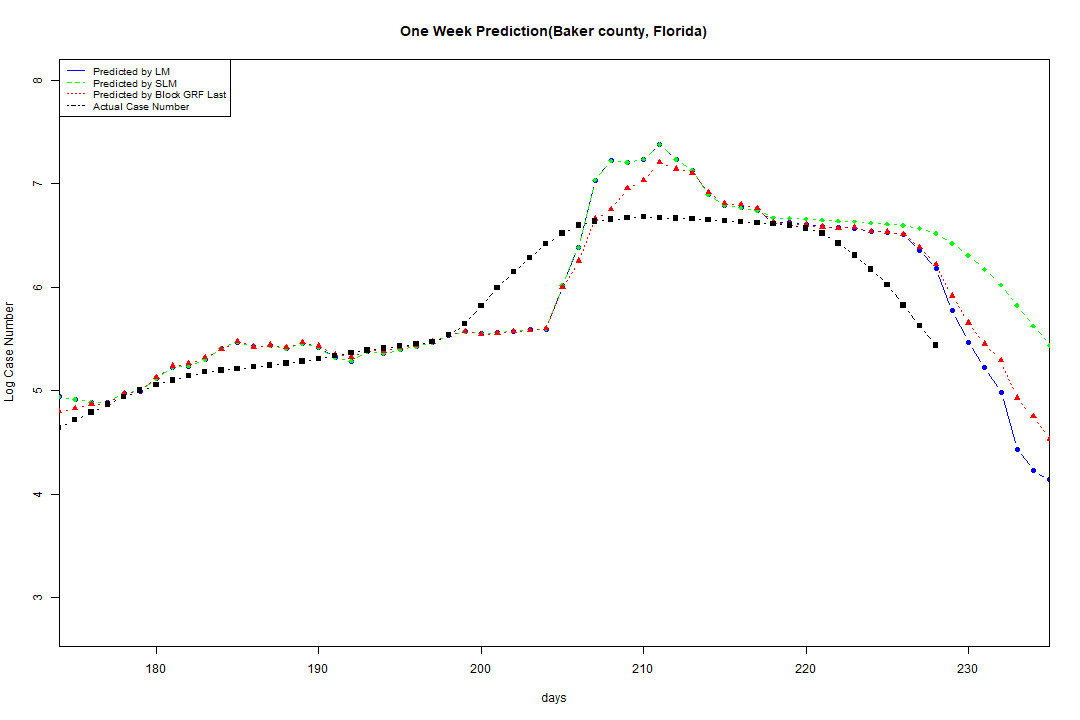 One Week Prediction(Baker county, Florida)
Predicted by LM
Predicted by SLM
Predicted by Block GRF Last
Actual Case Number
8
7
6
5
4
3
Log Case Number
180 190 200 210 220 230
days